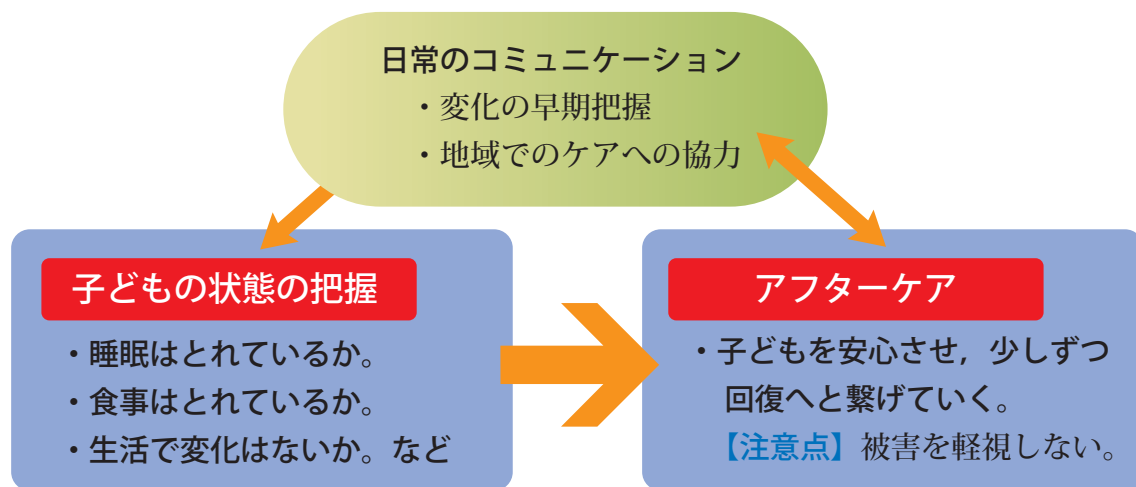 日常のコミュニケーション
・変化の早期把握
・地域でのケアへの協力
子どもの状態の把握
・睡眠はとれているか。
・食事はとれているか。
・生活で変化はないか。など
アフターケア
・子どもを安心させ，少しずつ
回復へと繋げていく。
【注意点】被害を軽視しない。